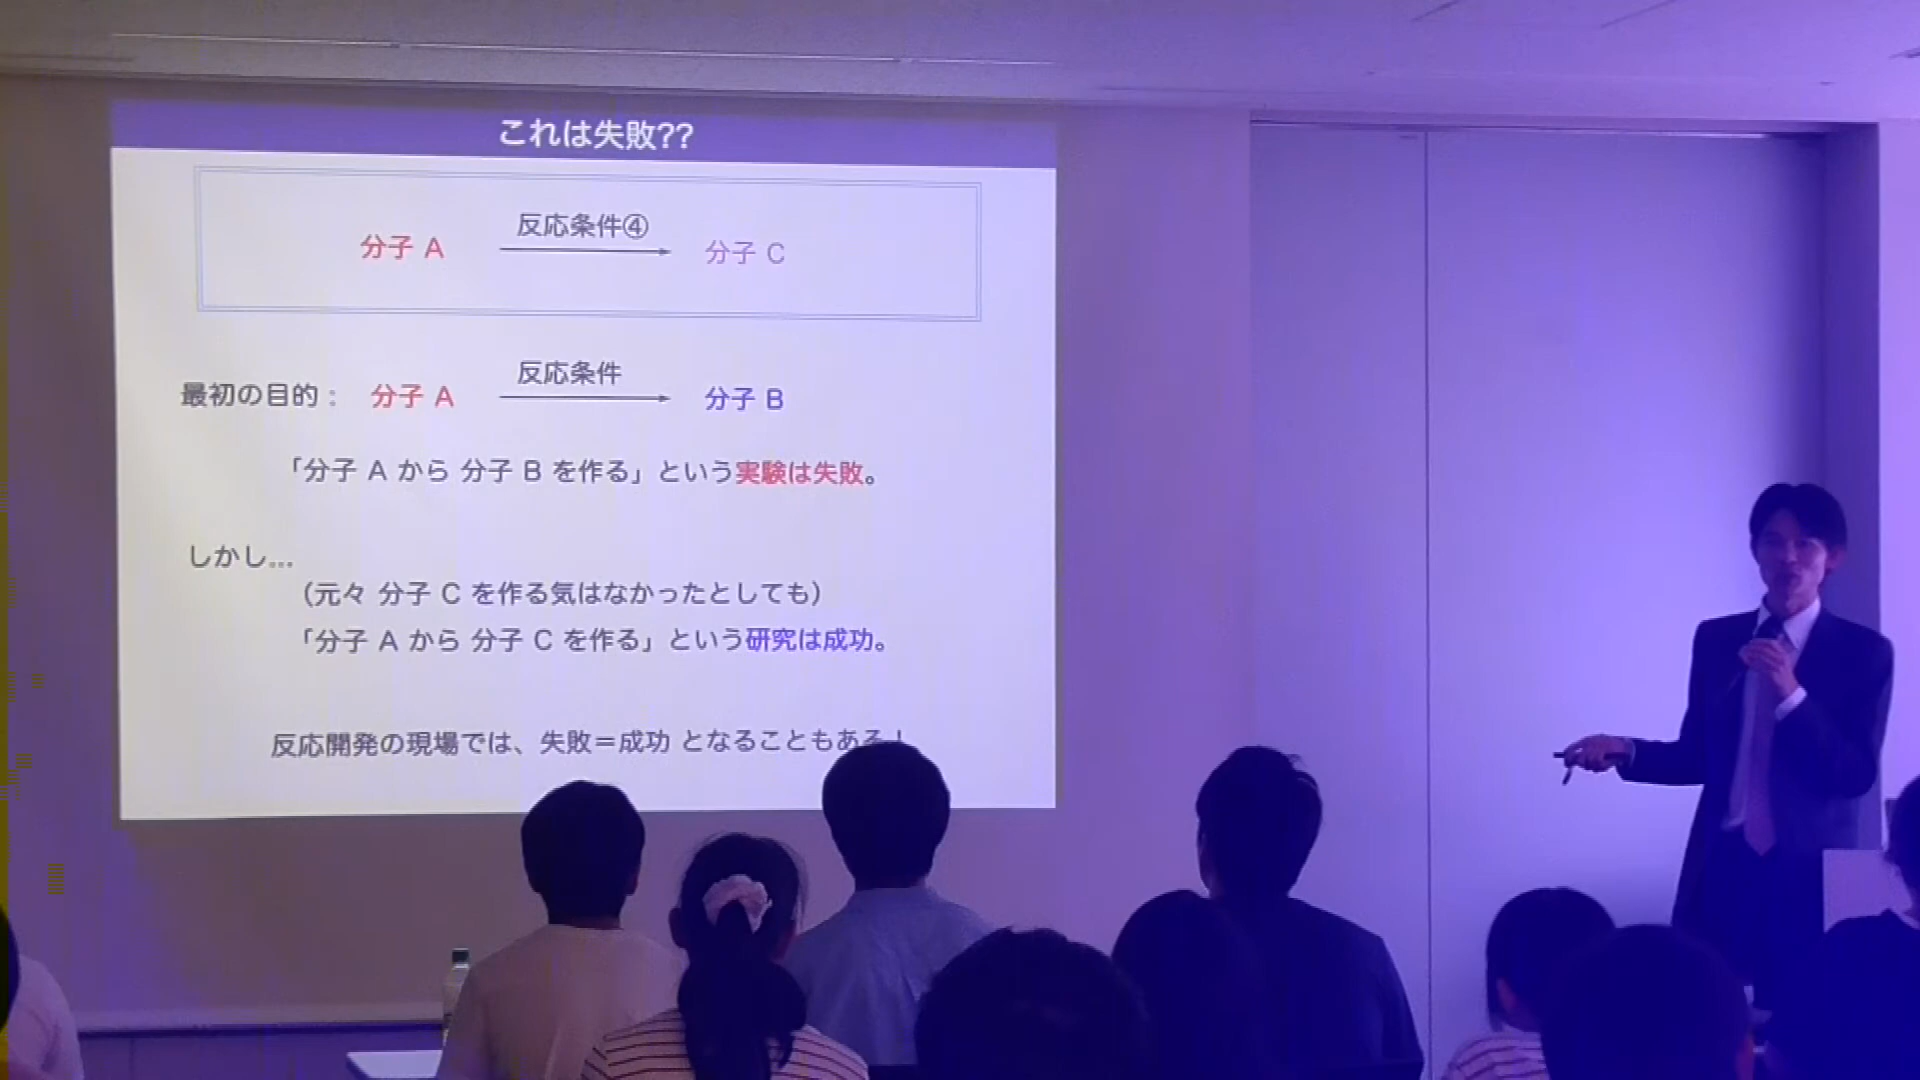 これは失敗??
反応条件④
分子 A 分子 C
反応条件
最初の目的： 分子 A 分子 B
「分子 A から 分子 B を作る」という実験は失敗。
しかし…
（元々 分子 C を作る気はなかったとしても）
「分子 A から 分子 C を作る」という研究は成功。
反応開発の現場では、失敗＝成功 となることもある！